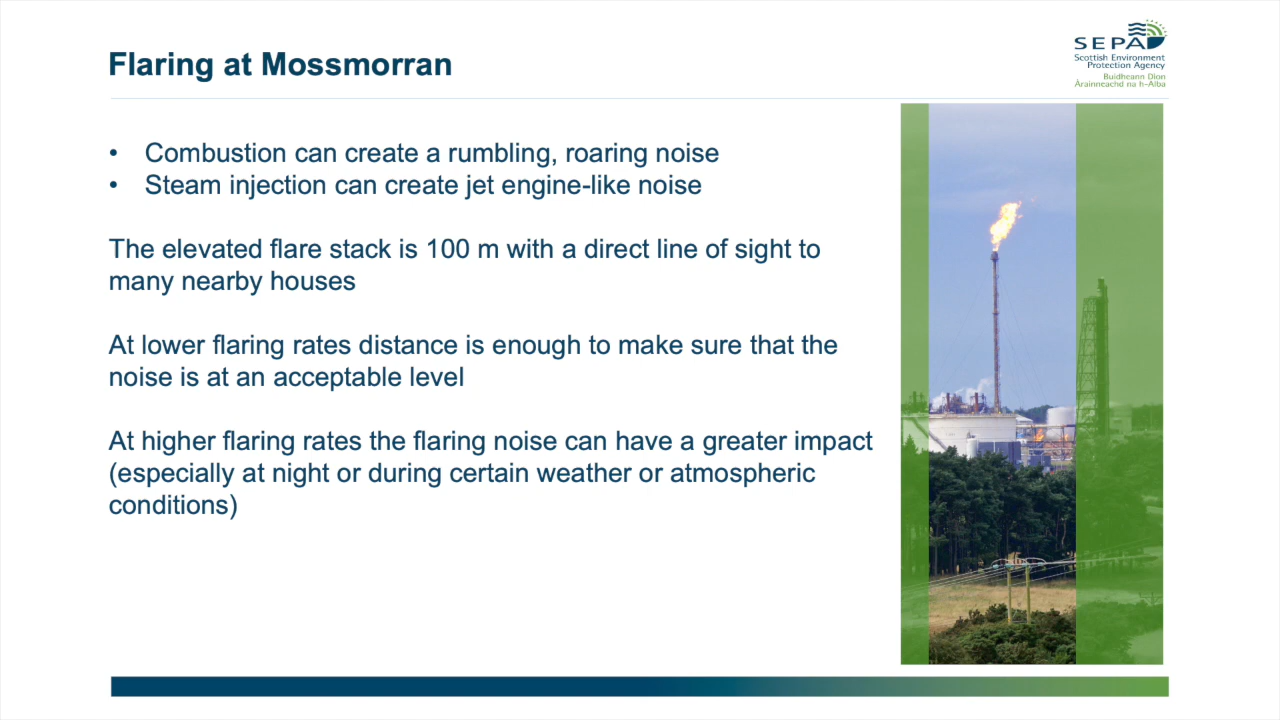 Flaring at Mossmorran
SEPA
Scottish Environment
Protection Agency
Buidheann Dìon
Àrainneachd na h-Alba
• Combustion can create a rumbling, roaring noise
• Steam injection can create jet engine-like noise
The elevated flare stack is 100 m with a direct line of sight to
many nearby houses
At lower flaring rates distance is enough to make sure that the
noise is at an acceptable level
At higher flaring rates the flaring noise can have a greater impact
(especially at night or during certain weather or atmospheric
conditions)